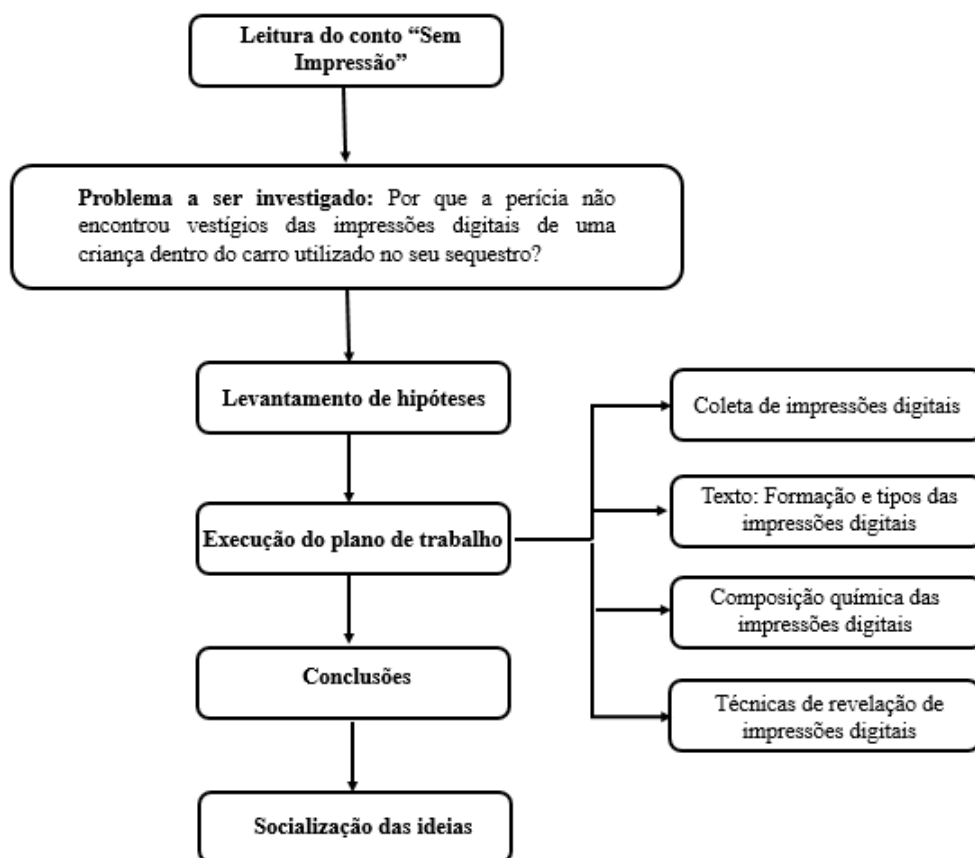 Leitura do conto “Sem
Impressão”
Problema a ser investigado: Por que a perícia não
encontrou vestígios das impressões digitais de uma
criança dentro do carro utilizado no seu sequestro?
Levantamento de hipóteses
Execução do plano de trabalho
Coleta de impressões digitais
Texto: Formação e tipos das
impressões digitais
Composição química das
impressões digitais
Técnicas de revelação de
impressões digitais
Conclusões
Socialização das ideias